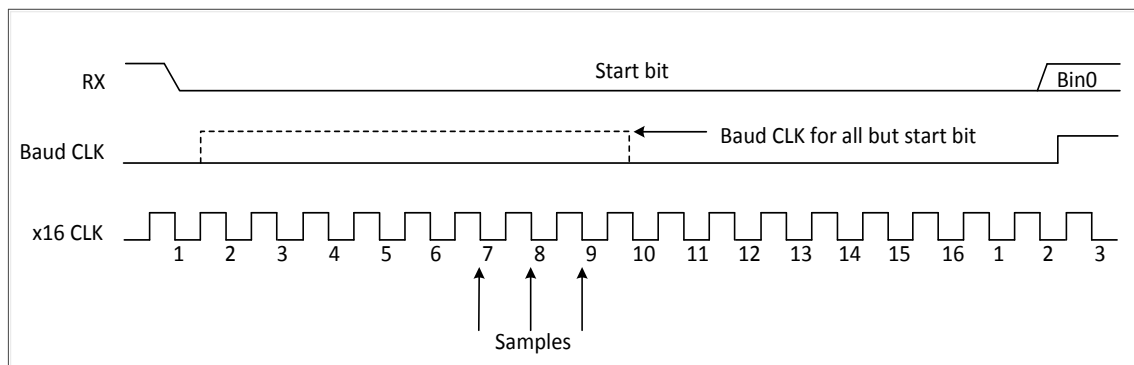 Start bit
RX
Bin0
Baud CLK
Baud CLK for all but start bit
x16 CLK
1 2 3 4 5 6 7 8 9 10 11 12 13 14 15 16 1 2 3
Samples